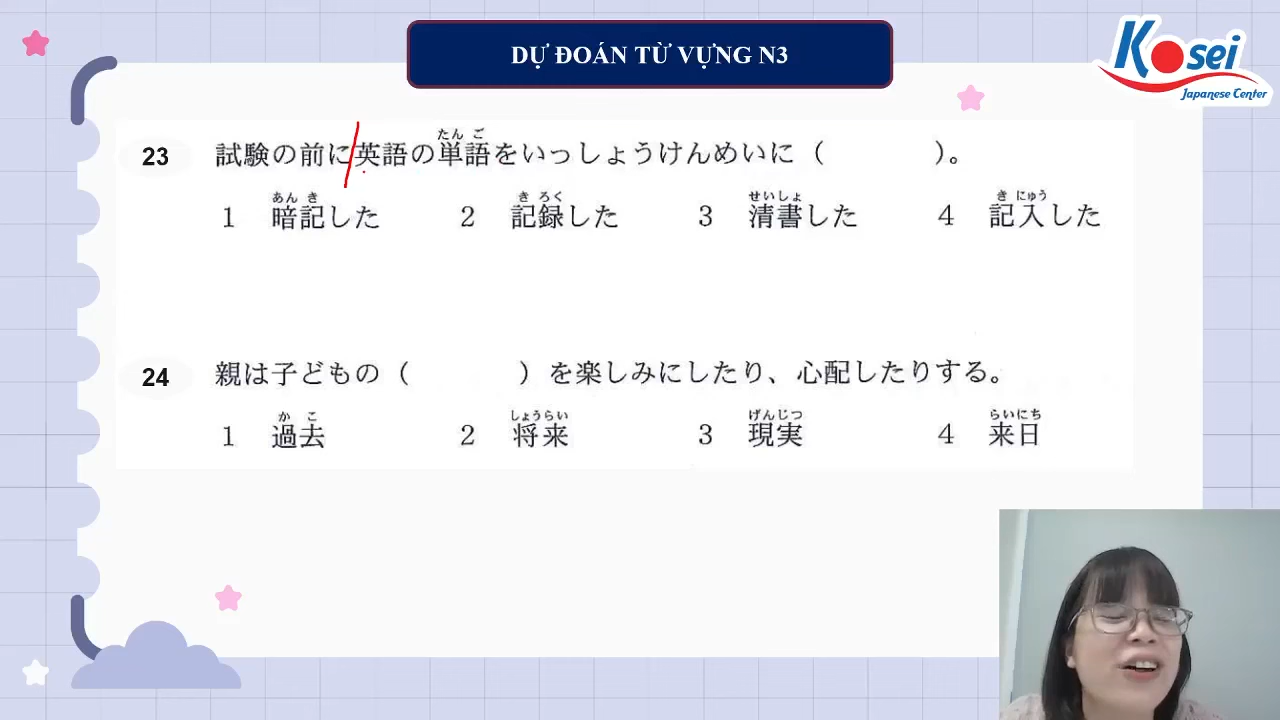 DỰ ĐOÁN TỪ VỰNG N3
Kosei
Japanese Center
23 試験の前に英語の単語をいっしょうけんめいに（ ）。
たん ご
1 暗記した 2 記録した 3 清書した 4 記入した
あん き き ろく せいしょ き にゅう
24 親は子どもの（ ）を楽しみにしたり、心配したりする。
1 過去 2 将来 3 現実 4 来日
か こ しょうらい げんじつ らいにち